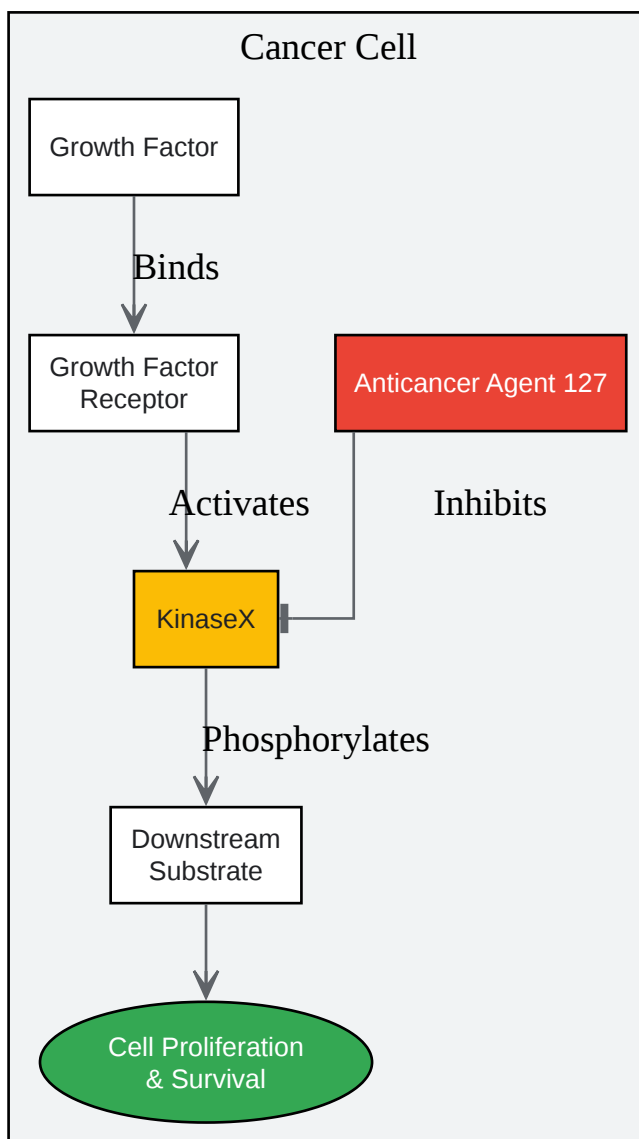 Cancer Cell
Growth Factor
Binds
Growth Factor
Receptor
Anticancer Agent 127
Activates
Inhibits
KinaseX
Phosphorylates
Downstream
Substrate
Cell Proliferation
& Survival